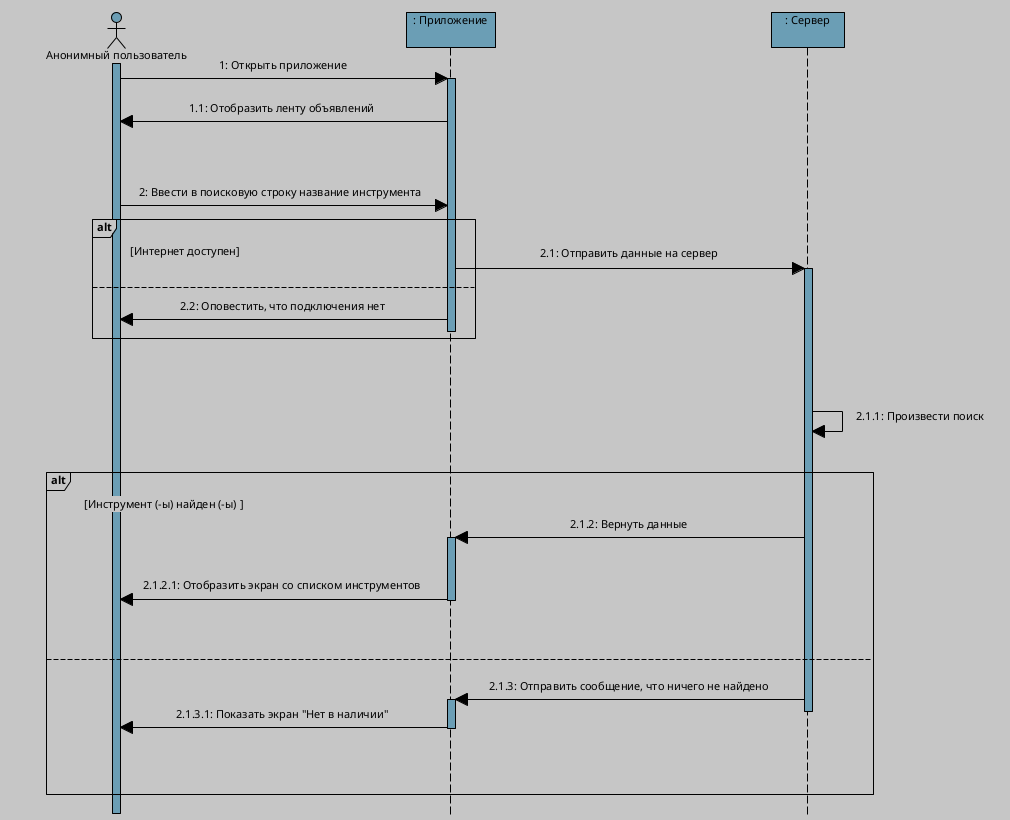 : Приложение
: Сервер
Анонимный пользователь
1: Открыть приложение
1.1: Отобразить ленту объявлений
2: Ввести в поисковую строку название инструмента
alt
[Интернет доступен]
2.1: Отправить данные на сервер
2.2: Оповестить, что подключения нет
2.1.1: Произвести поиск
alt
[Инструмент (-ы) найден (-ы) ]
2.1.2: Вернуть данные
2.1.2.1: Отобразить экран со списком инструментов
2.1.3: Отправить сообщение, что ничего не найдено
2.1.3.1: Показать экран "Нет в наличии"